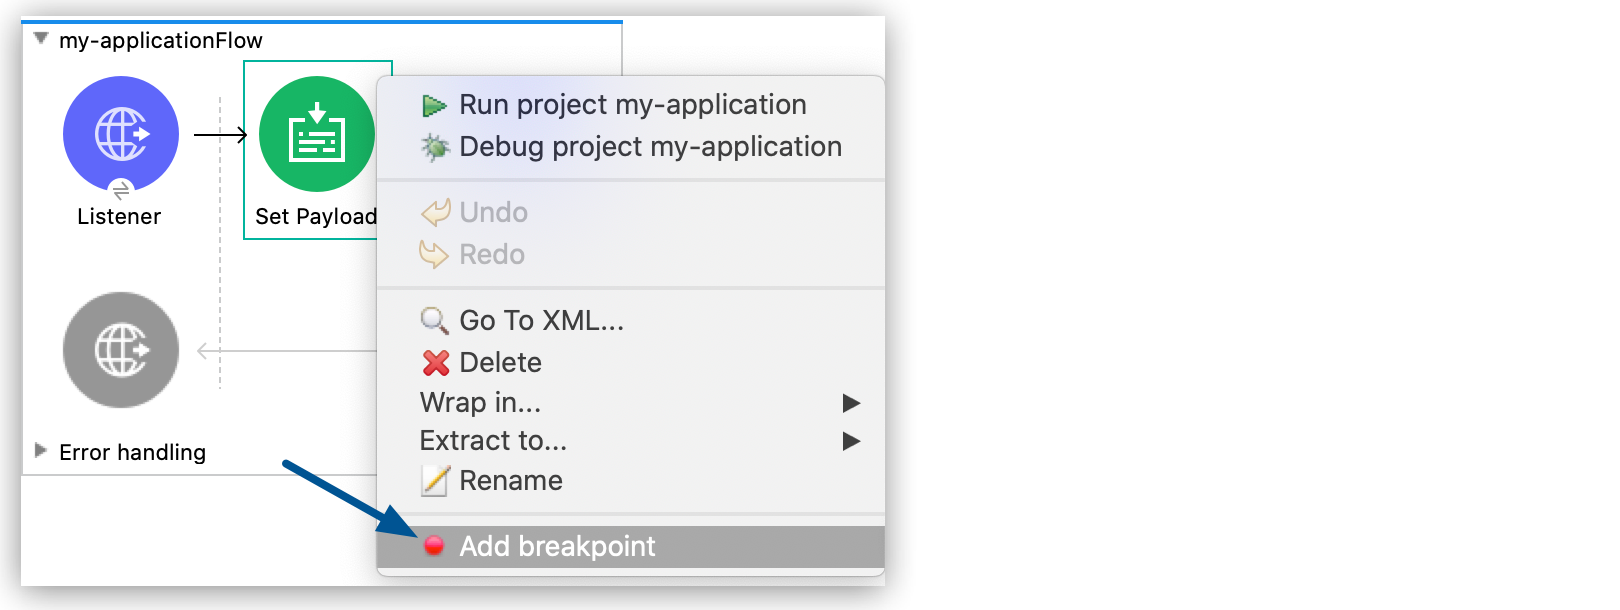 my-applicationFlow
Listener
Set Payload
Error handling
Run project my-application
Debug project my-application
Undo
Redo
Go To XML...
Delete
Wrap in...
Extract to...
Rename
Add breakpoint